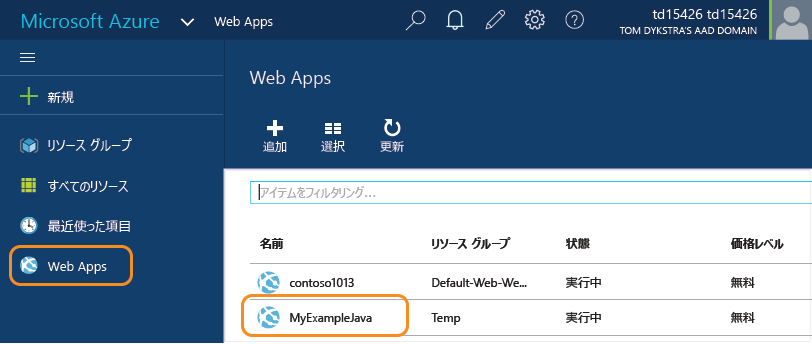 Microsoft Azure Web Apps td15426 td15426
TOM DYKSTRA'S AAD DOMAIN
新規
リソース グループ
すべてのリソース
最近使った項目
Web Apps
Web Apps
追加 選択 更新
アイテムをフィルタリング...
名前 リソース グループ 状態 価格レベル
contoso1013 Default-Web-We... 実行中 無料
MyExampleJava Temp 実行中 無料